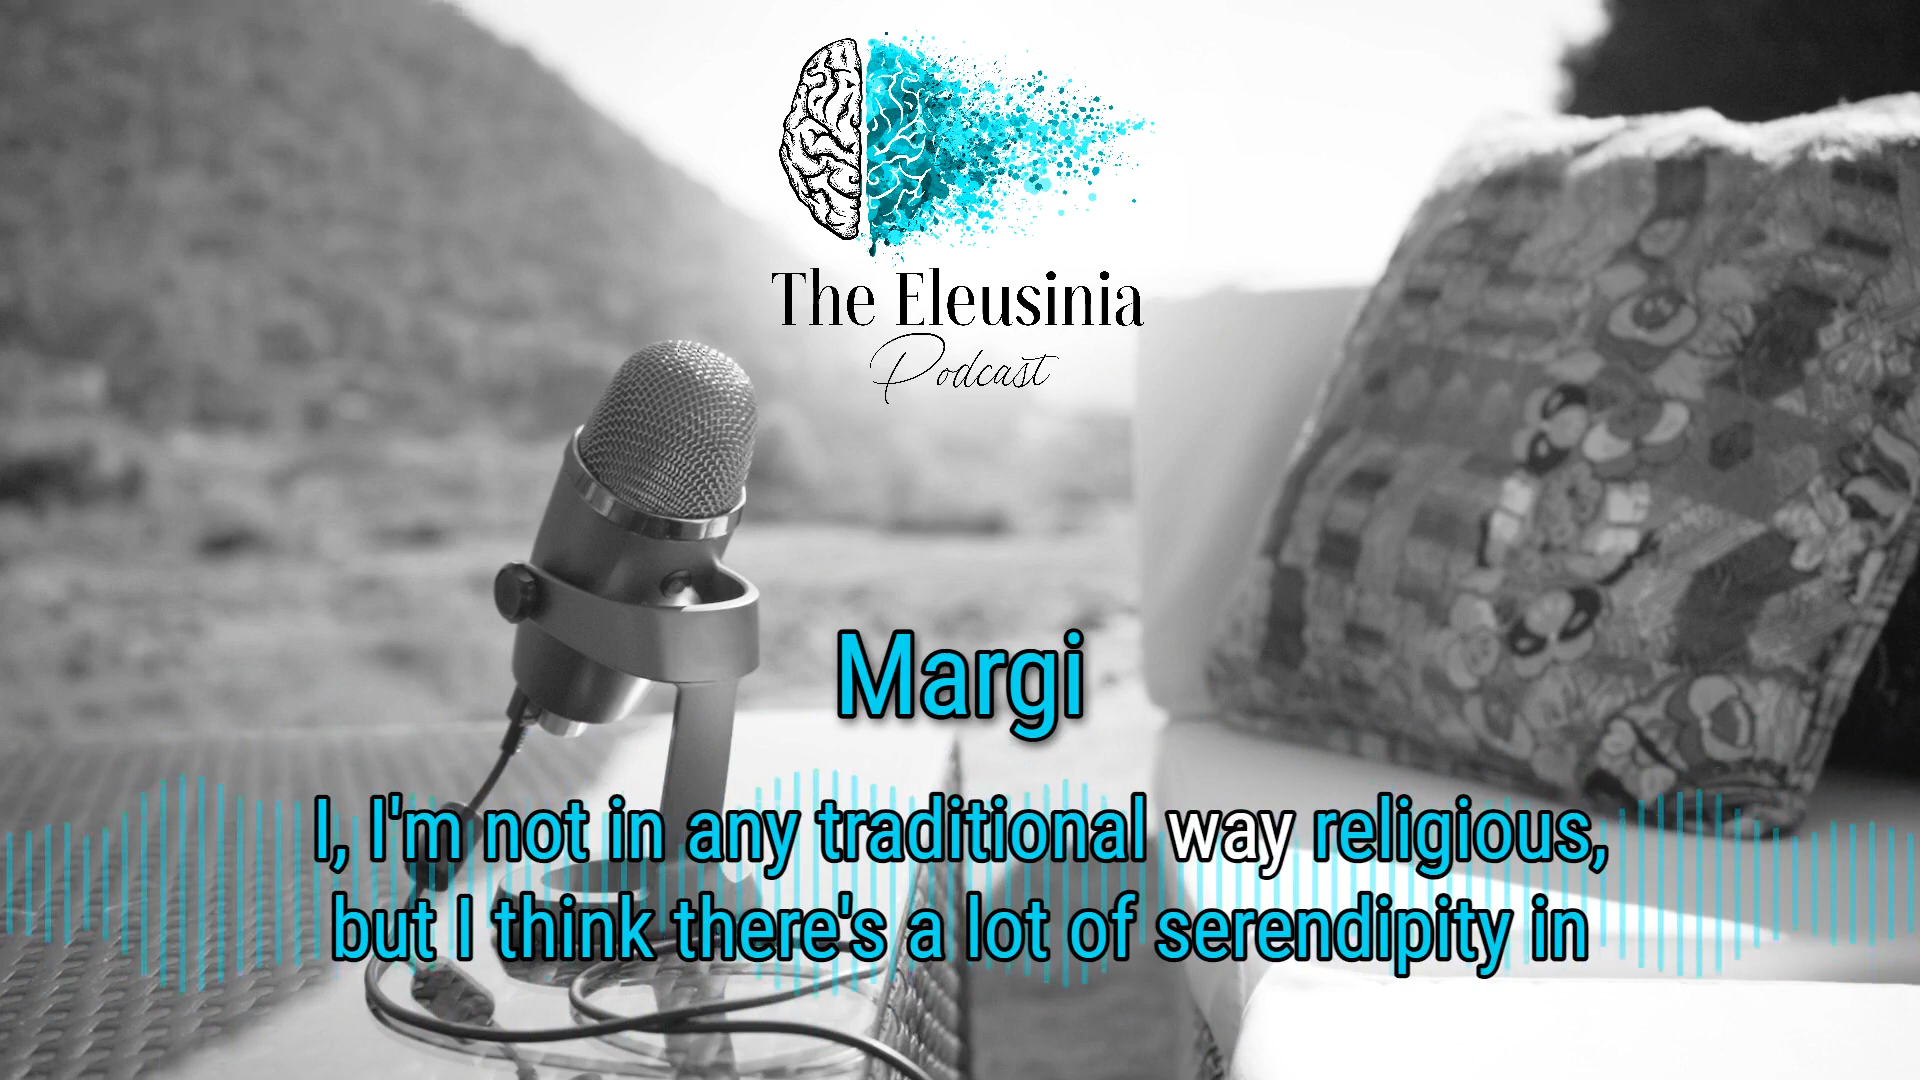 The Eleusinia
Podcast
Margi
I, I'm not in any traditional way religious,
but I think there's a lot of serendipity in